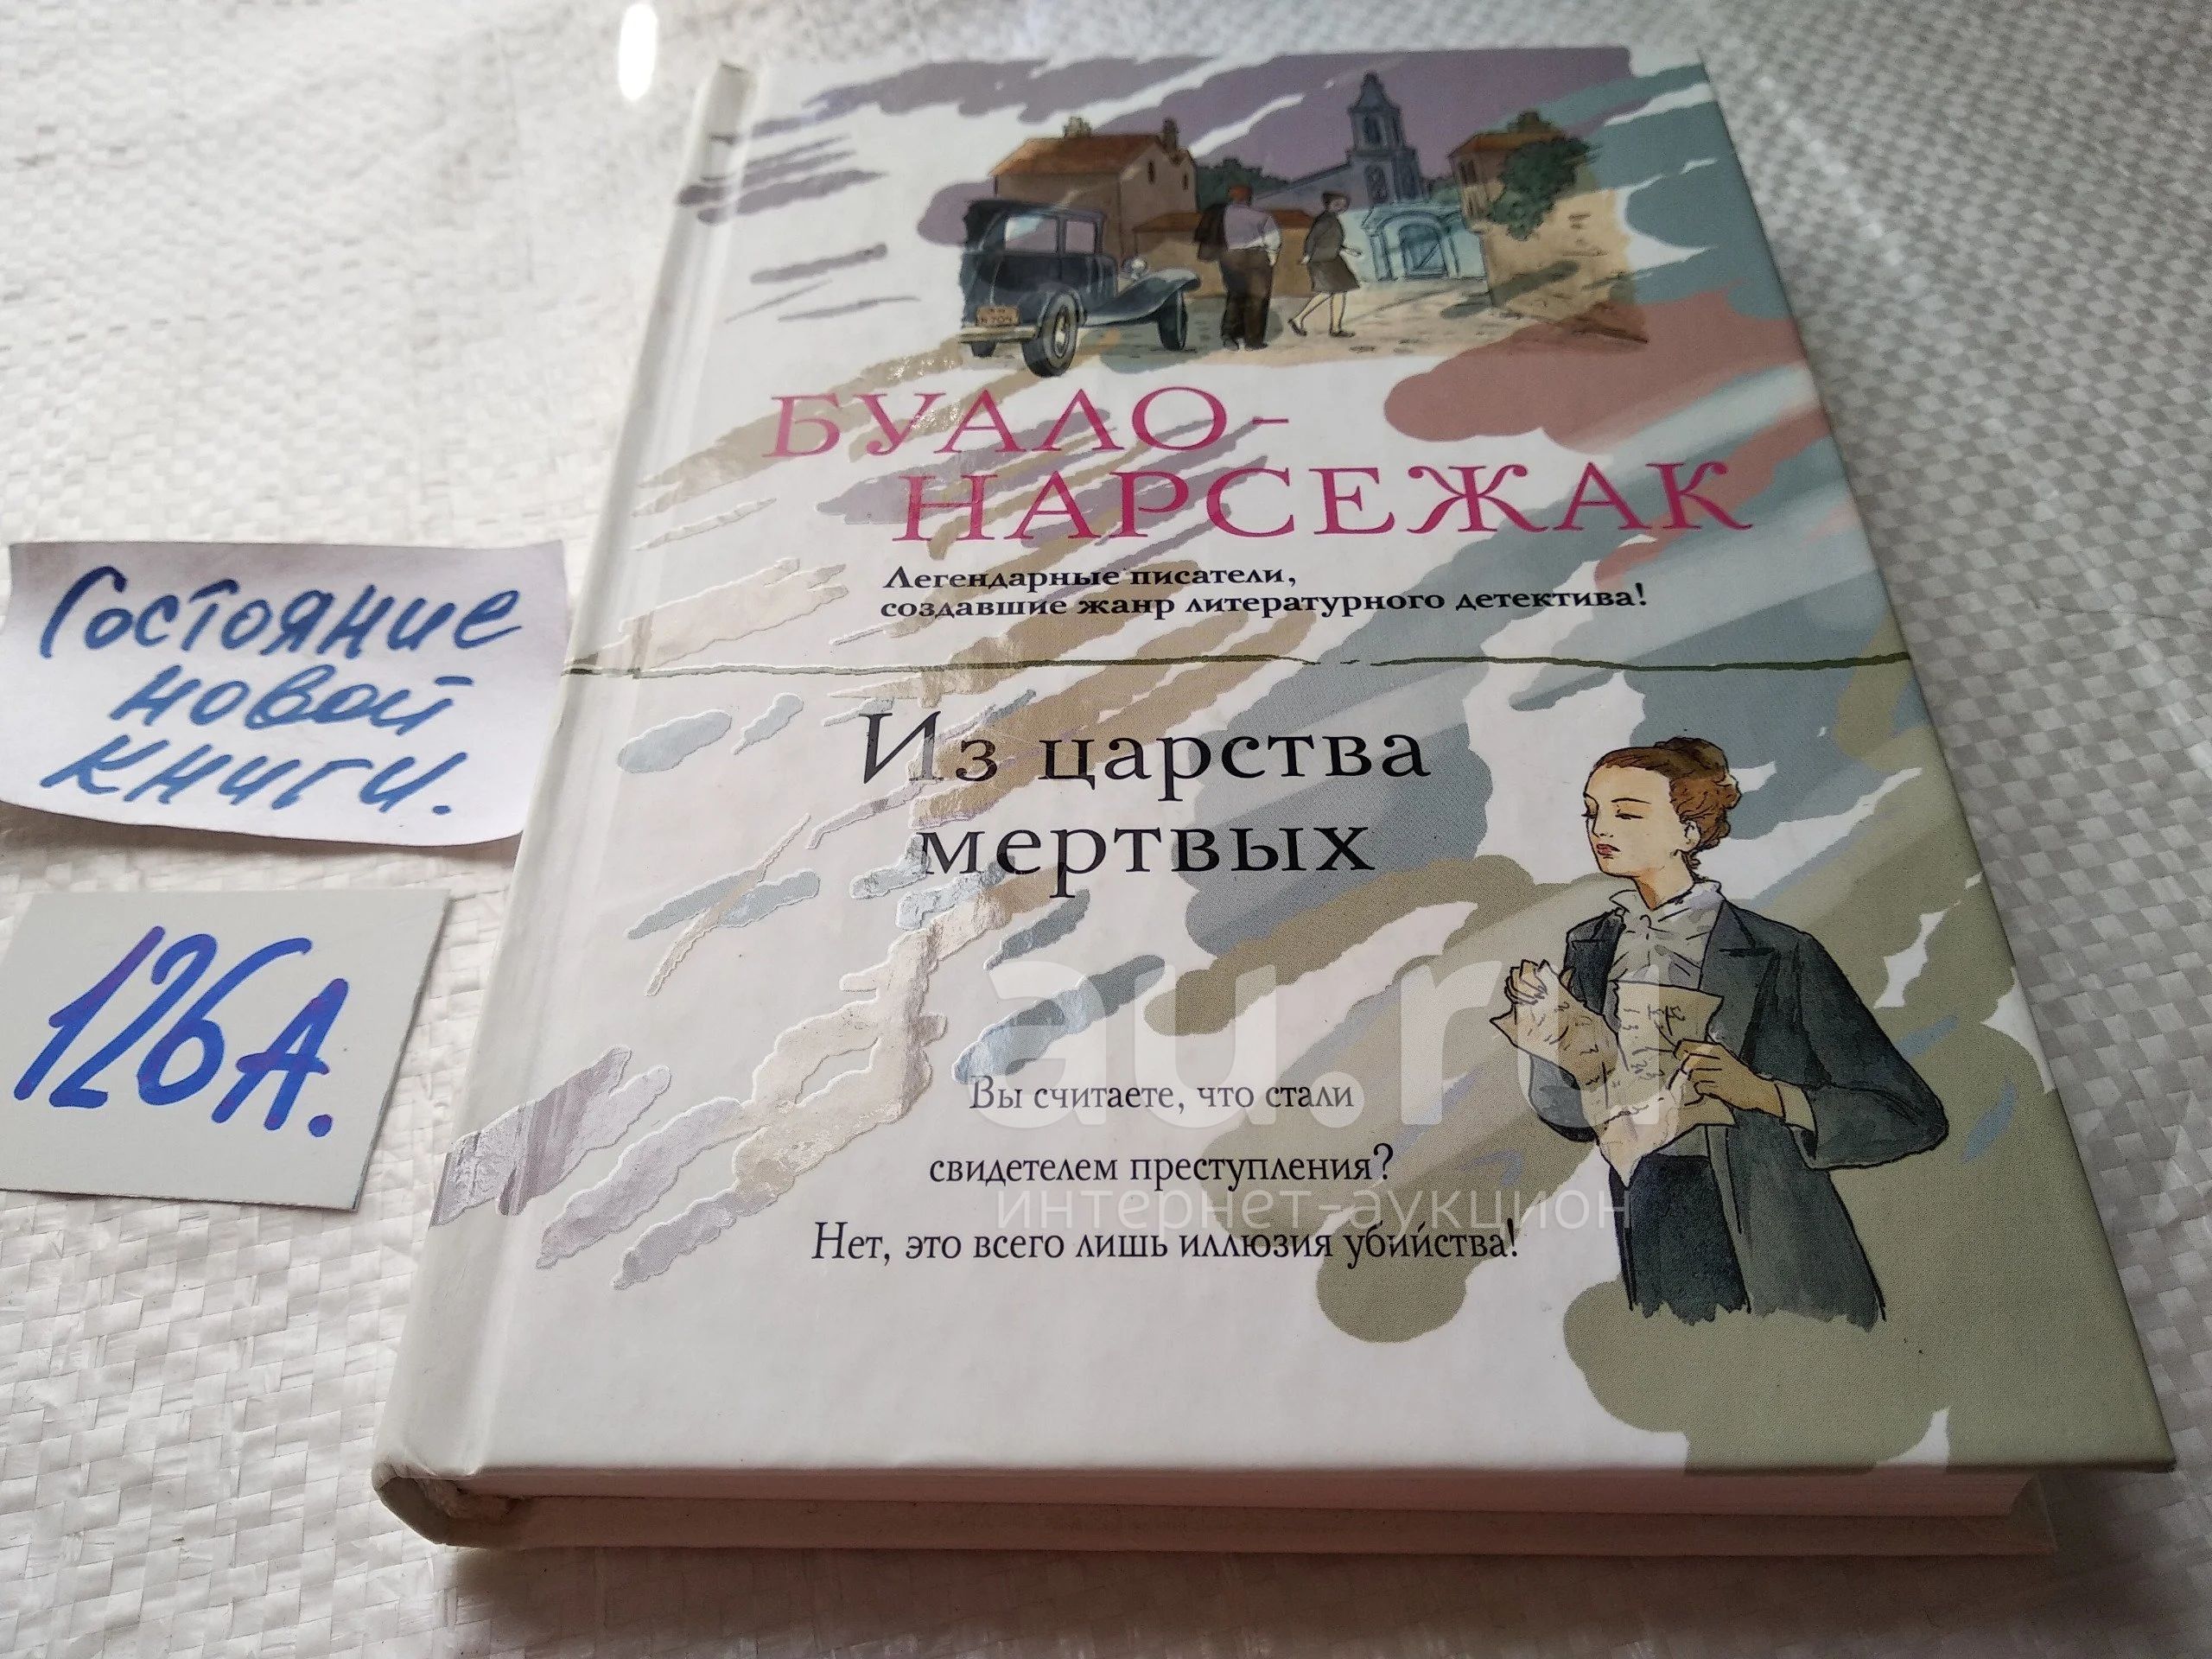 БУАЛО-
НАРСЕЖАК
Легендарные писатели,
создавшие жанр литературного детектива!
Из царства
мертвых
Вы считаете, что стали
свидетелем преступления?
Нет, это всего лишь иллюзия убийства!
Состояние
новой
книги.
126А.
au.ru
интернет-аукцион